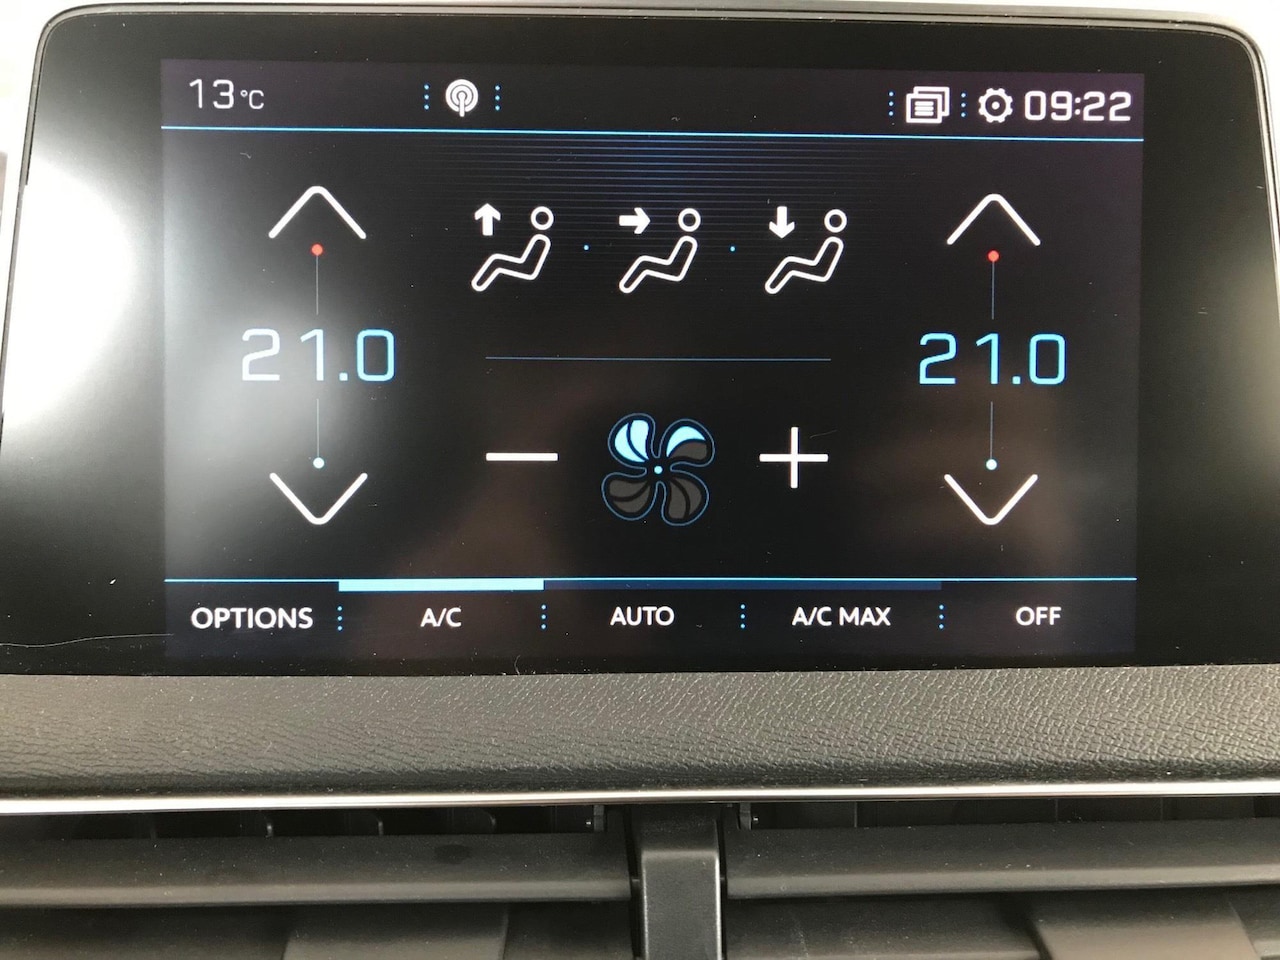 13°C 09:22
21.0 21.0
OPTIONS A/C AUTO A/C MAX OFF